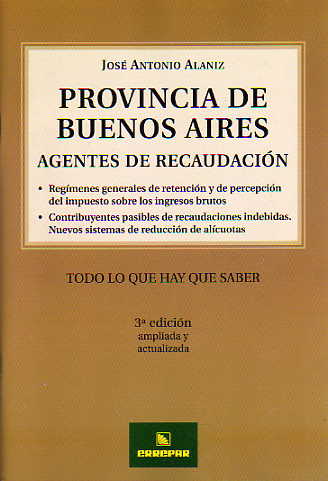 JOSÉ ANTONIO ALANIZ
PROVINCIA DE
BUENOS AIRES
AGENTES DE RECAUDACIÓN
• Regímenes generales de retención y de percepción
del impuesto sobre los ingresos brutos
• Contribuyentes pasibles de recaudaciones indebidas.
Nuevos sistemas de reducción de alícuotas
TODO LO QUE HAY QUE SABER
3ª edición
ampliada y
actualizada
ERREPAR